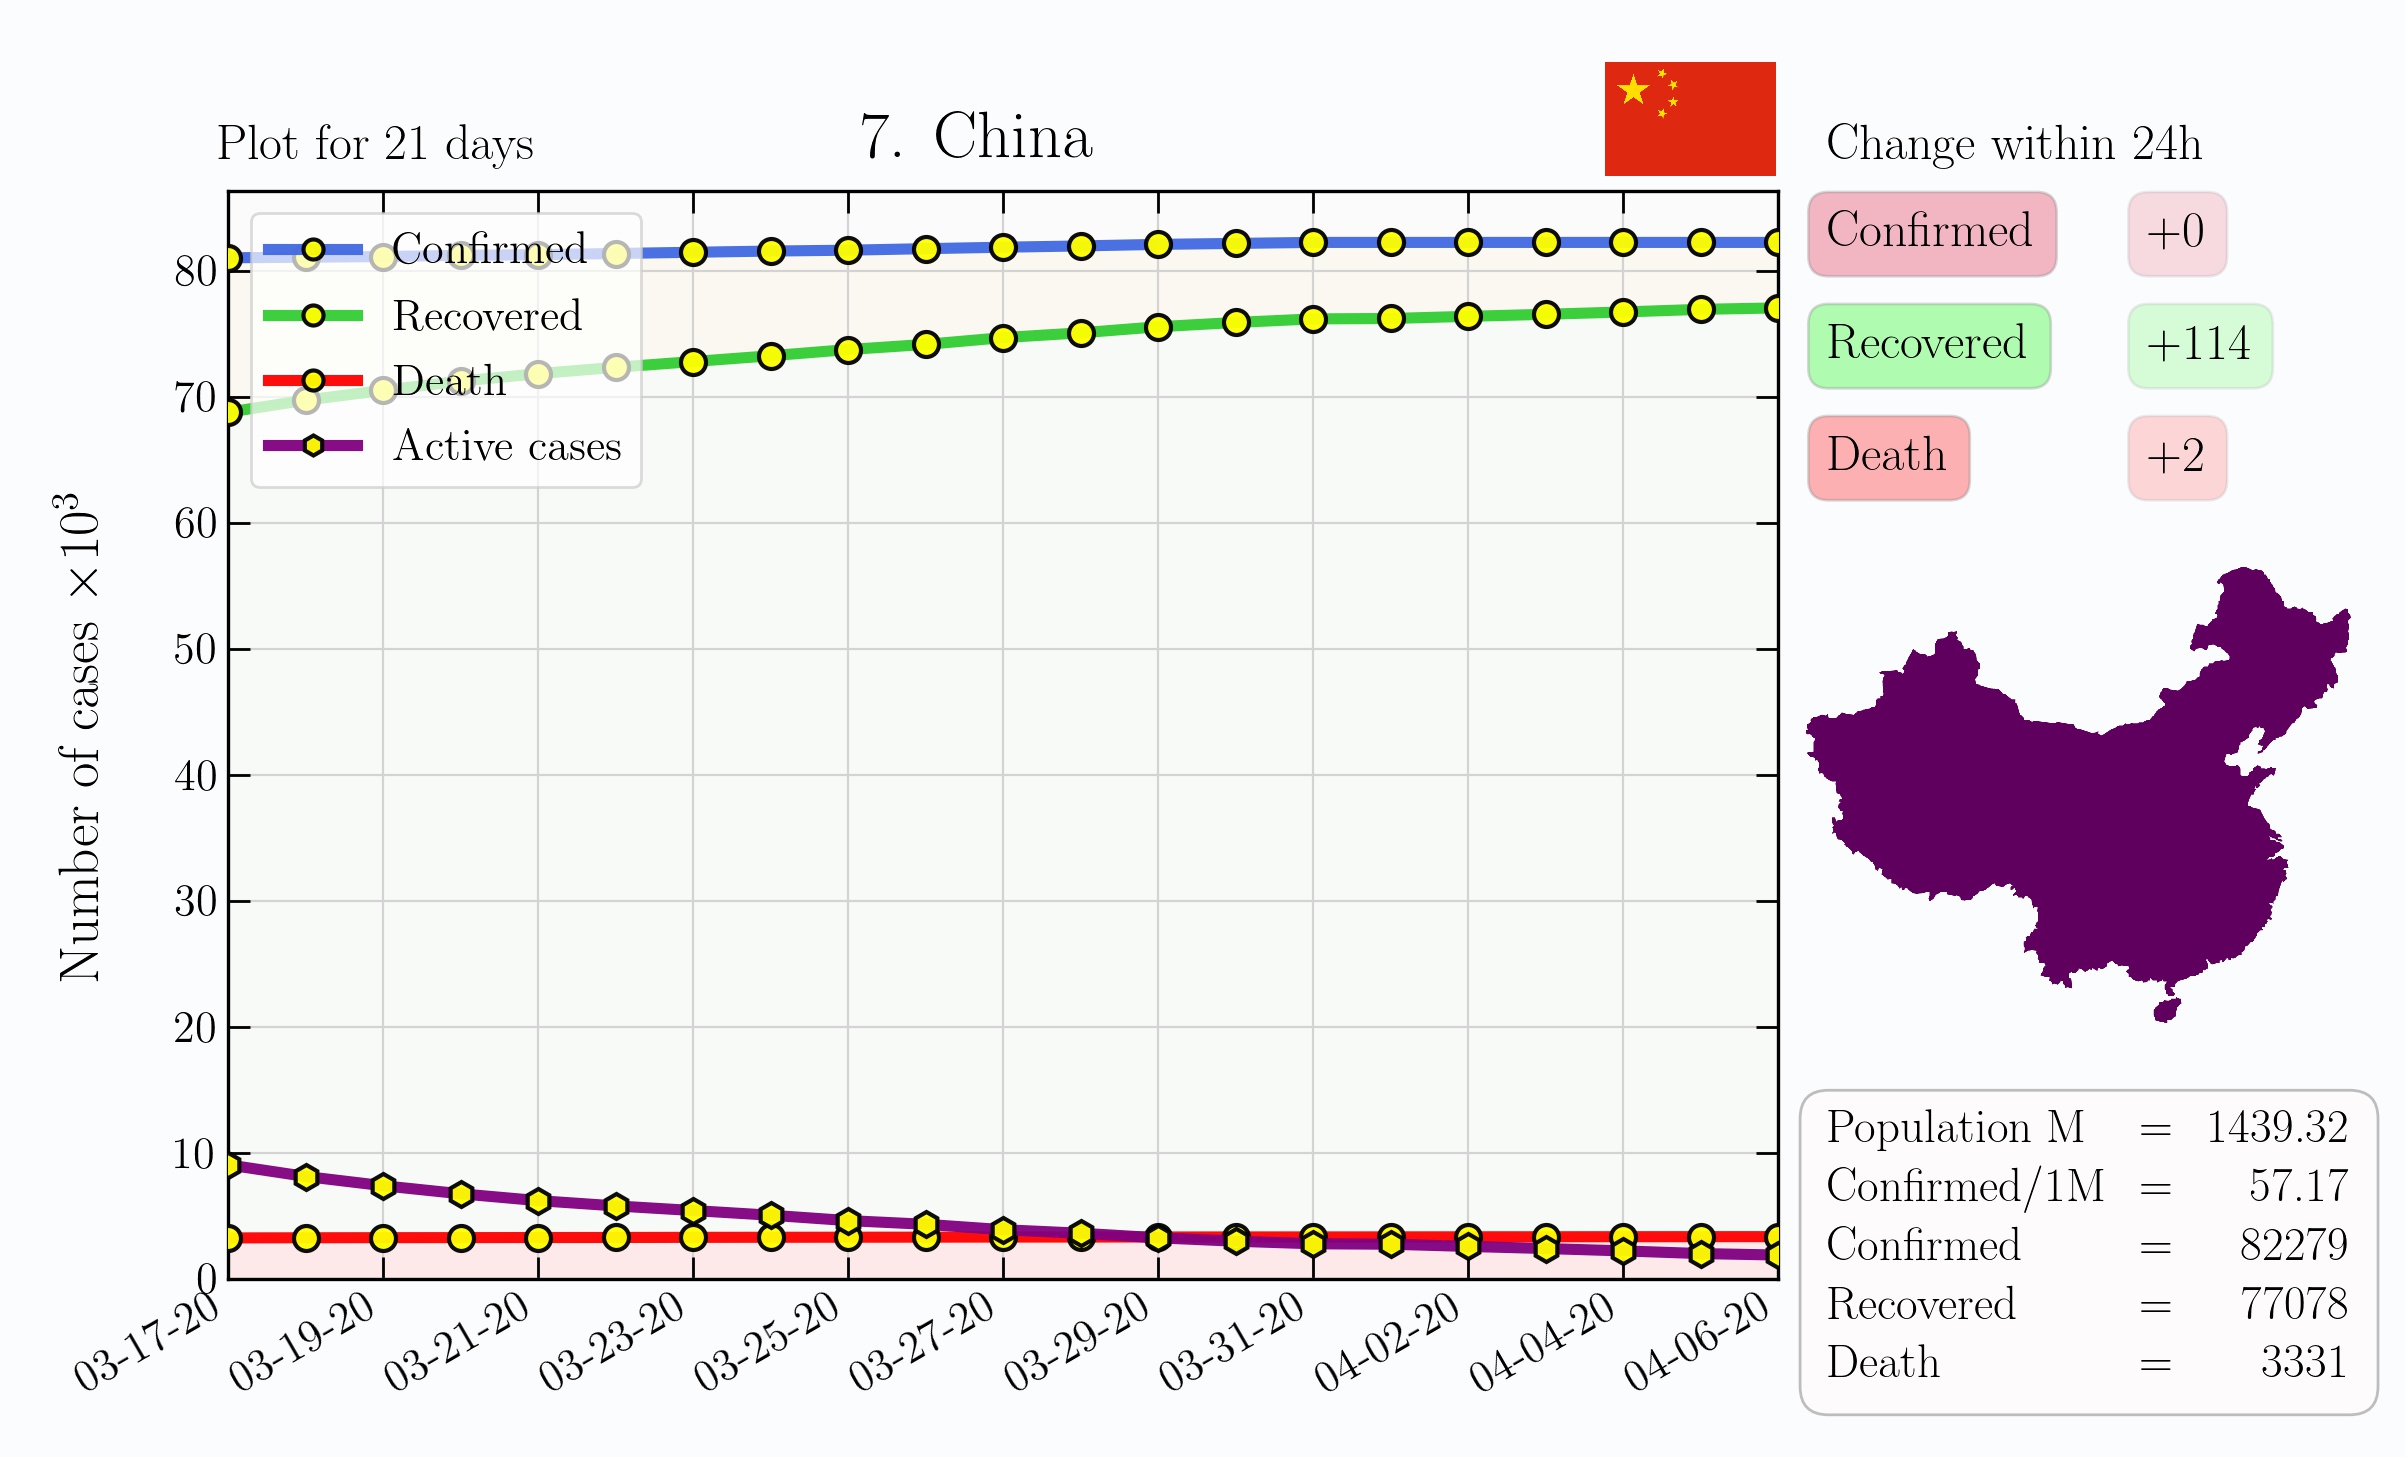 Plot for 21 days
7. China
Change within 24h
Confirmed +0
Recovered +114
Death +2
Confirmed
Recovered
Death
Active cases
Number of cases ×10³
80
70
60
50
40
30
20
10
0
03-17-20
03-19-20
03-21-20
03-23-20
03-25-20
03-27-20
03-29-20
03-31-20
04-02-20
04-04-20
04-06-20
Population M = 1439.32
Confirmed/1M = 57.17
Confirmed = 82279
Recovered = 77078
Death = 3331